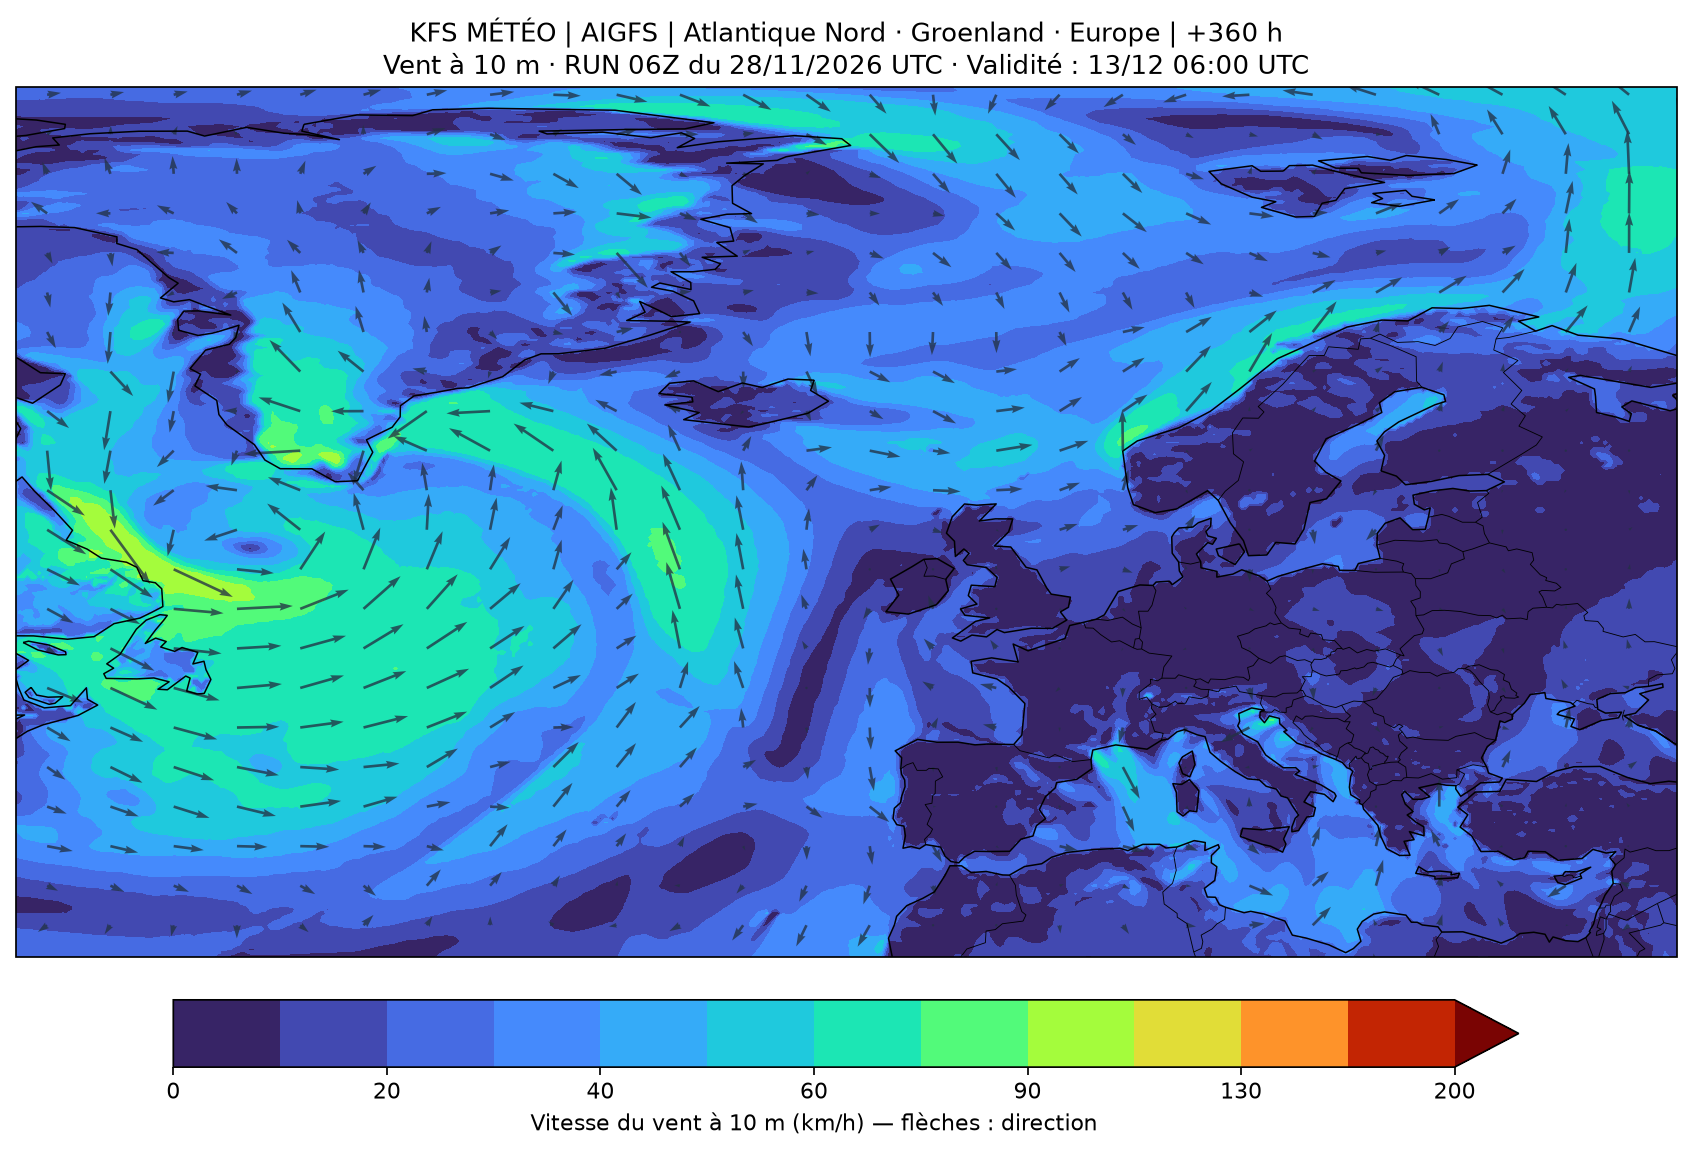 KFS MÉTÉO | AIGFS | Atlantique Nord · Groenland · Europe | +360 h
Vent à 10 m · RUN 06Z du 28/11/2026 UTC · Validité : 13/12 06:00 UTC
0 20 40 60 90 130 200
Vitesse du vent à 10 m (km/h) — flèches : direction